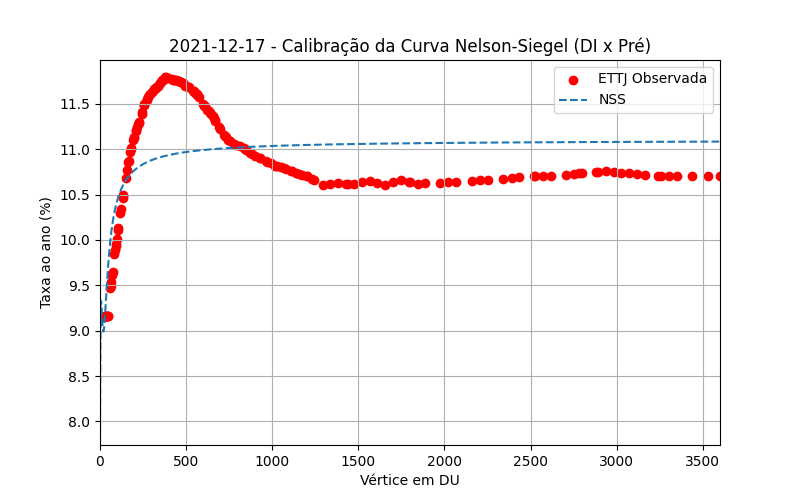 2021-12-17 - Calibração da Curva Nelson-Siegel (DI x Pré)
ETTJ Observada
NSS
11.5
11.0
10.5
10.0
9.5
9.0
8.5
8.0
Taxa ao ano (%)
0 500 1000 1500 2000 2500 3000 3500
Vértice em DU